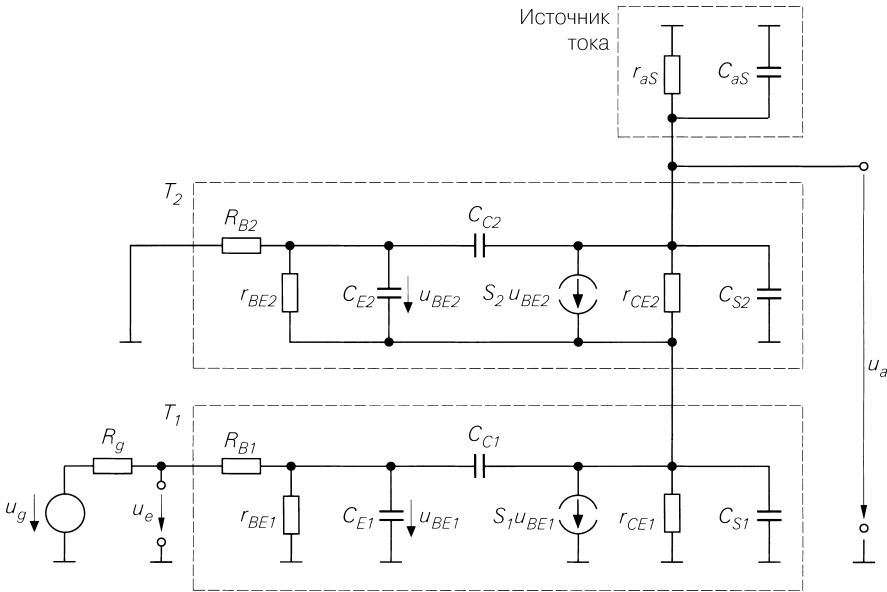 Источник
тока
r_aS
C_aS
T_2
R_B2
C_C2
r_BE2
C_E2
u_BE2
S_2 u_BE2
r_CE2
C_S2
u_a
T_1
R_g
R_B1
C_C1
u_g
u_e
r_BE1
C_E1
u_BE1
S_1 u_BE1
r_CE1
C_S1